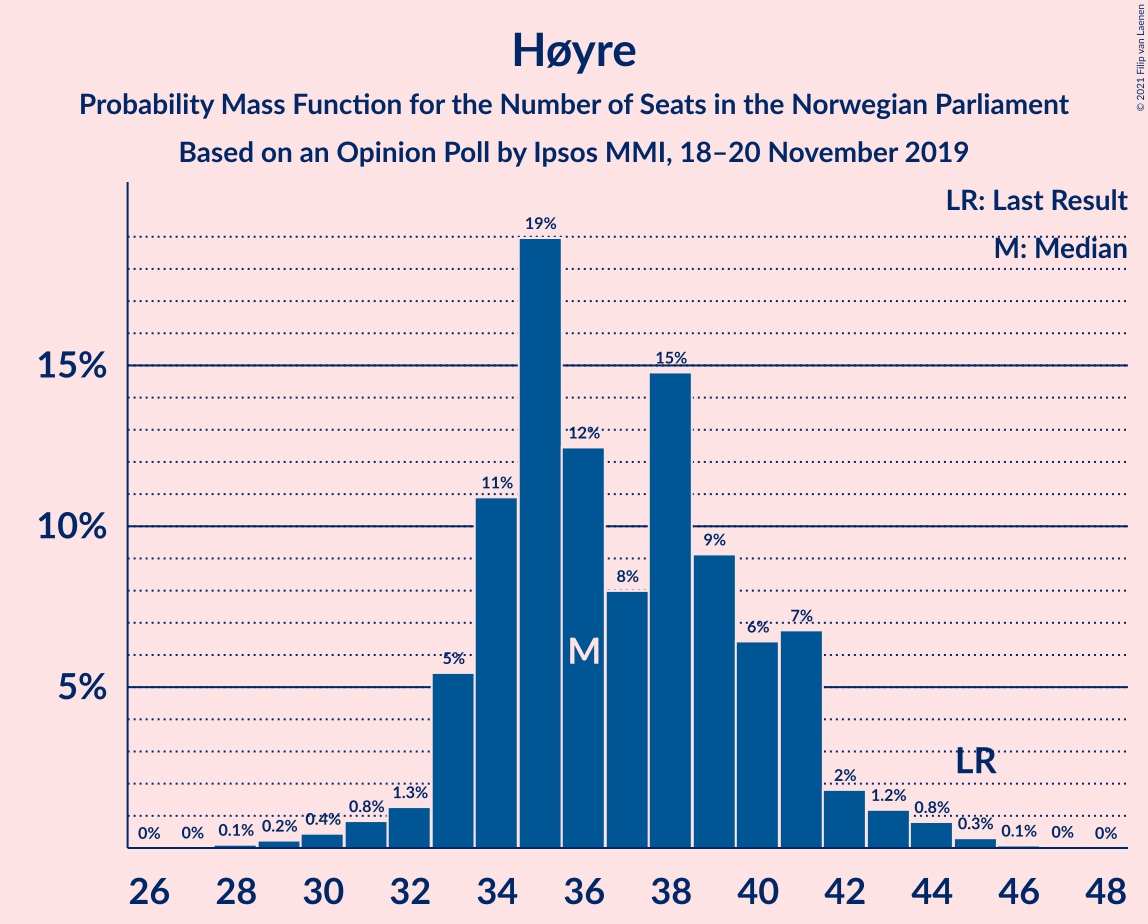 Høyre
Probability Mass Function for the Number of Seats in the Norwegian Parliament
Based on an Opinion Poll by Ipsos MMI, 18–20 November 2019
© 2021 Filip van Laenen
LR: Last Result
M: Median
15%
10%
5%
0%
0%
0.1%
0.2%
0.4%
0.8%
1.3%
5%
11%
19%
12%
8%
15%
9%
6%
7%
2%
1.2%
0.8%
0.3%
0.1%
0%
0%
M
LR
26 28 30 32 34 36 38 40 42 44 46 48